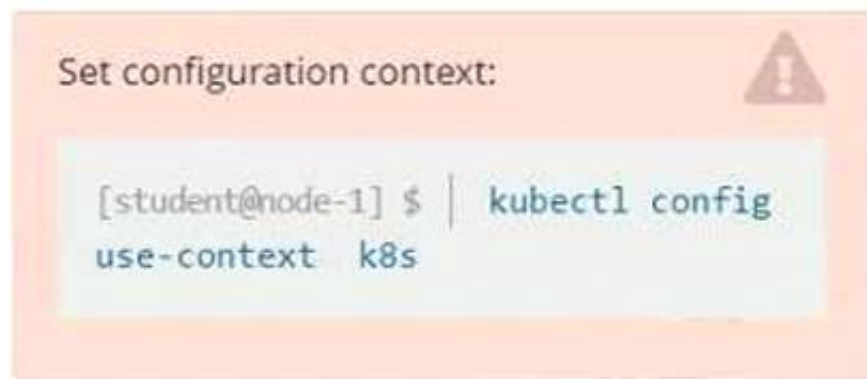 Set configuration context:
[student@node-1] $ | kubectl config
use-context k8s